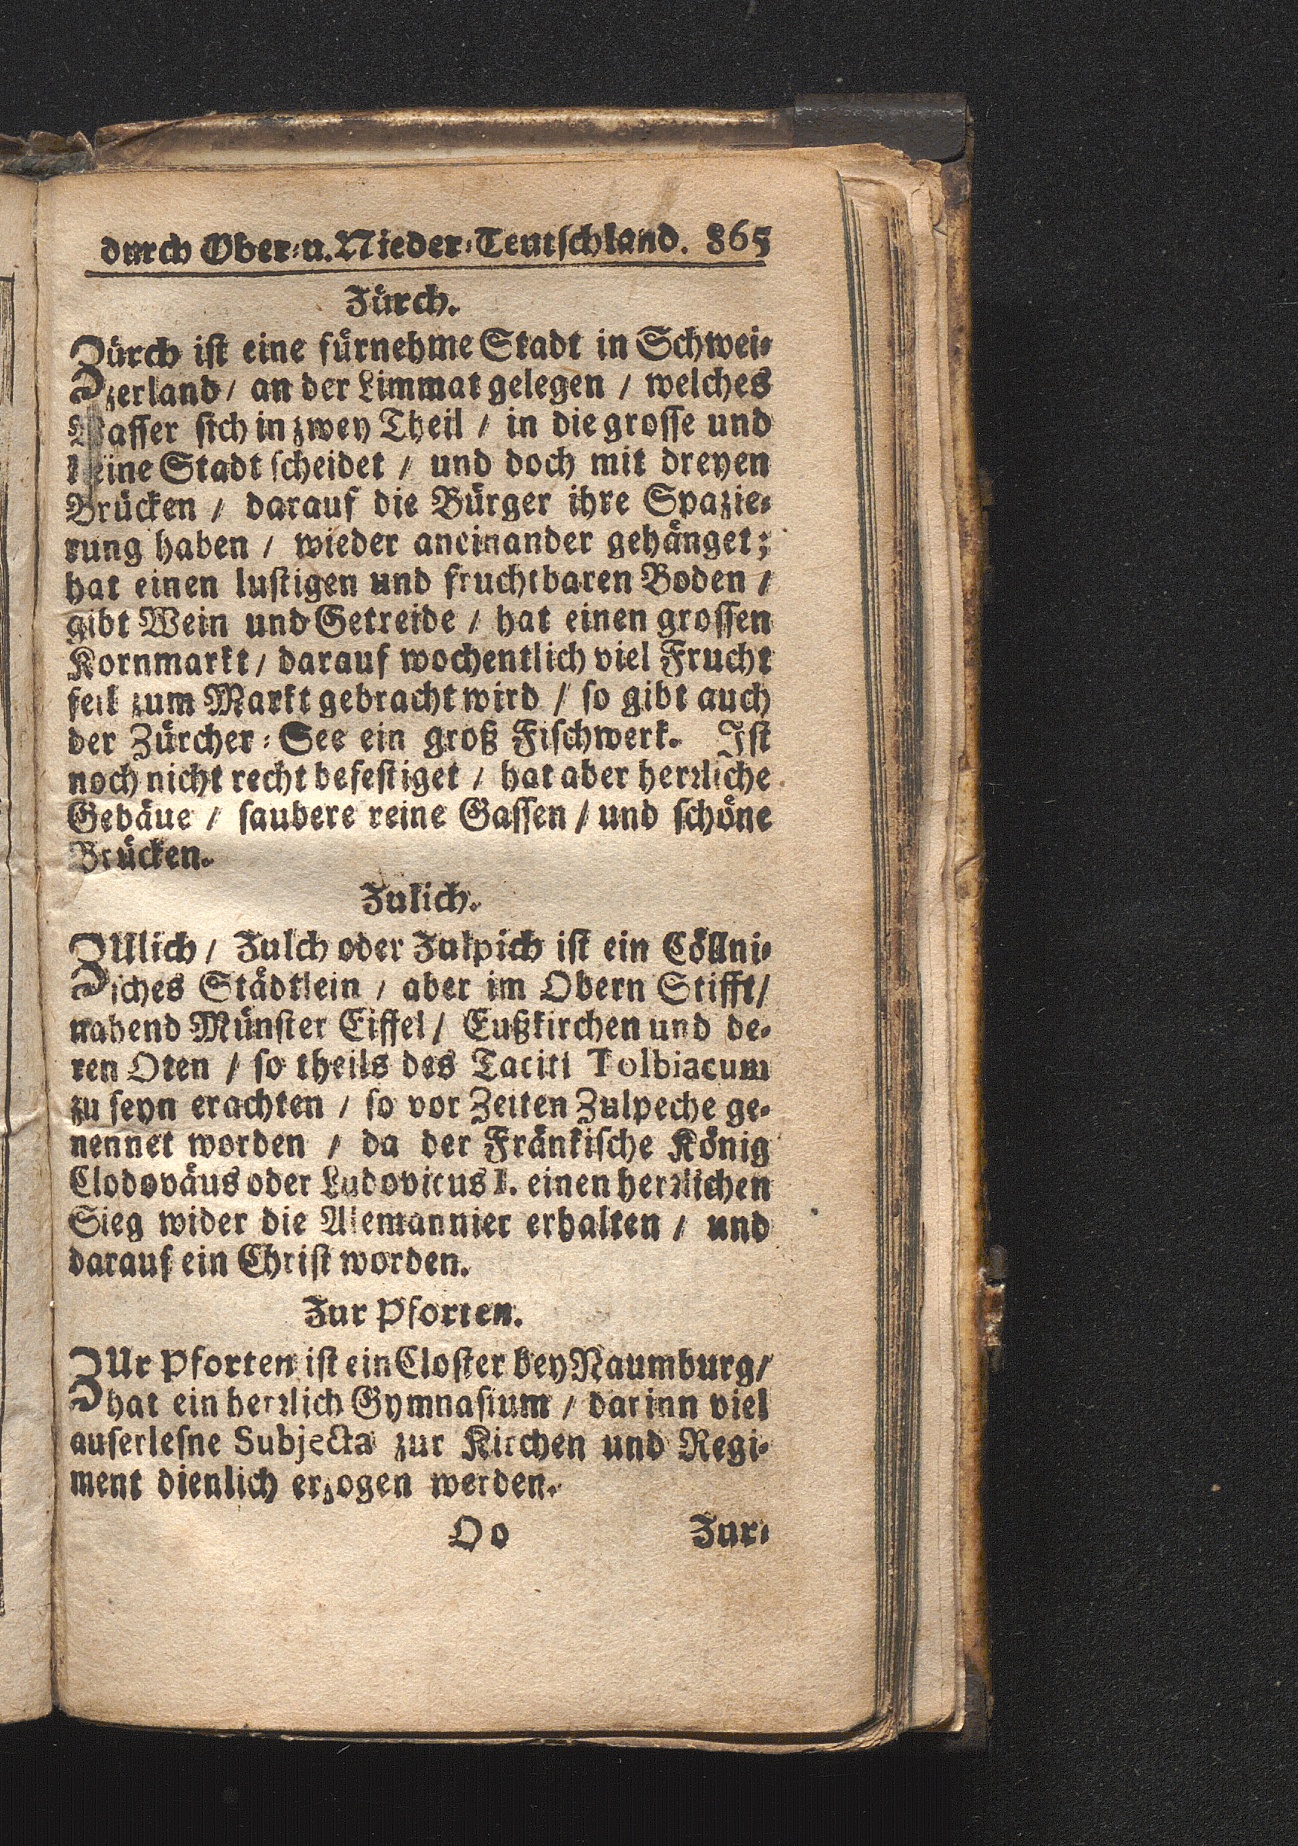 durch Ober-u. Nieder-Teutschland. 865
Zürch.
Zürch ist eine fürnehme Stadt in Schwei-
zerland / an der Limmat gelegen / welches
Wasser sich in zwey Theil / in die grosse und
kleine Stadt scheidet / und doch mit dreyen
Brücken / darauf die Bürger ihre Spazie-
rung haben / wieder aneinander gehänget;
hat einen lustigen und fruchtbaren Boden /
gibt Wein und Getreide / hat einen grossen
Kornmarkt / darauf wochentlich viel Frucht
feil zum Markt gebracht wird / so gibt auch
der Zürcher-See ein groß Fischwerk. Ist
noch nicht recht befestiget / hat aber herrliche
Gebäue / saubere reine Gassen / und schöne
Brücken.
Zulich.
ZUlich / Zulch oder Zulpich ist ein Cöllni-
sches Städtlein / aber im Obern Stifft /
nahend Münster Eiffel / Eußkirchen und de-
ren Oten / so theils des Taciti Tolbiacum
zu seyn erachten / so vor Zeiten Zulpeche ge-
nennet worden / da der Fränkische König
Clodoväus oder Ludovicus I. einen herrlichen
Sieg wider die Alemannier erhalten / und
darauf ein Christ worden.
Zur Pforten.
ZUr Pforten ist ein Closter bey Naumburg /
hat ein herrlich Gymnasium / darinn viel
auserlesne Subjecta zur Kirchen und Regi-
ment dienlich erzogen werden.
Oo Zur-